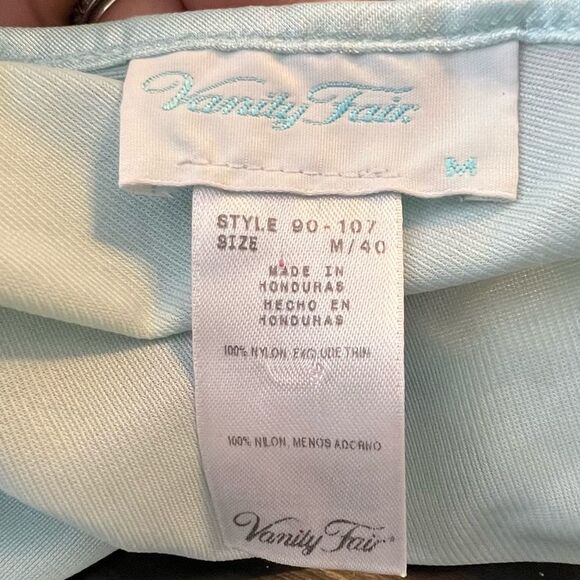 Vanity Fair
M
STYLE 90-107
SIZE M/40
MADE IN
HONDURAS
HECHO EN
HONDURAS
100% NYLON, EXCLUDE TRIM
100% NILON, MENOS ADORNO
Vanity Fair®